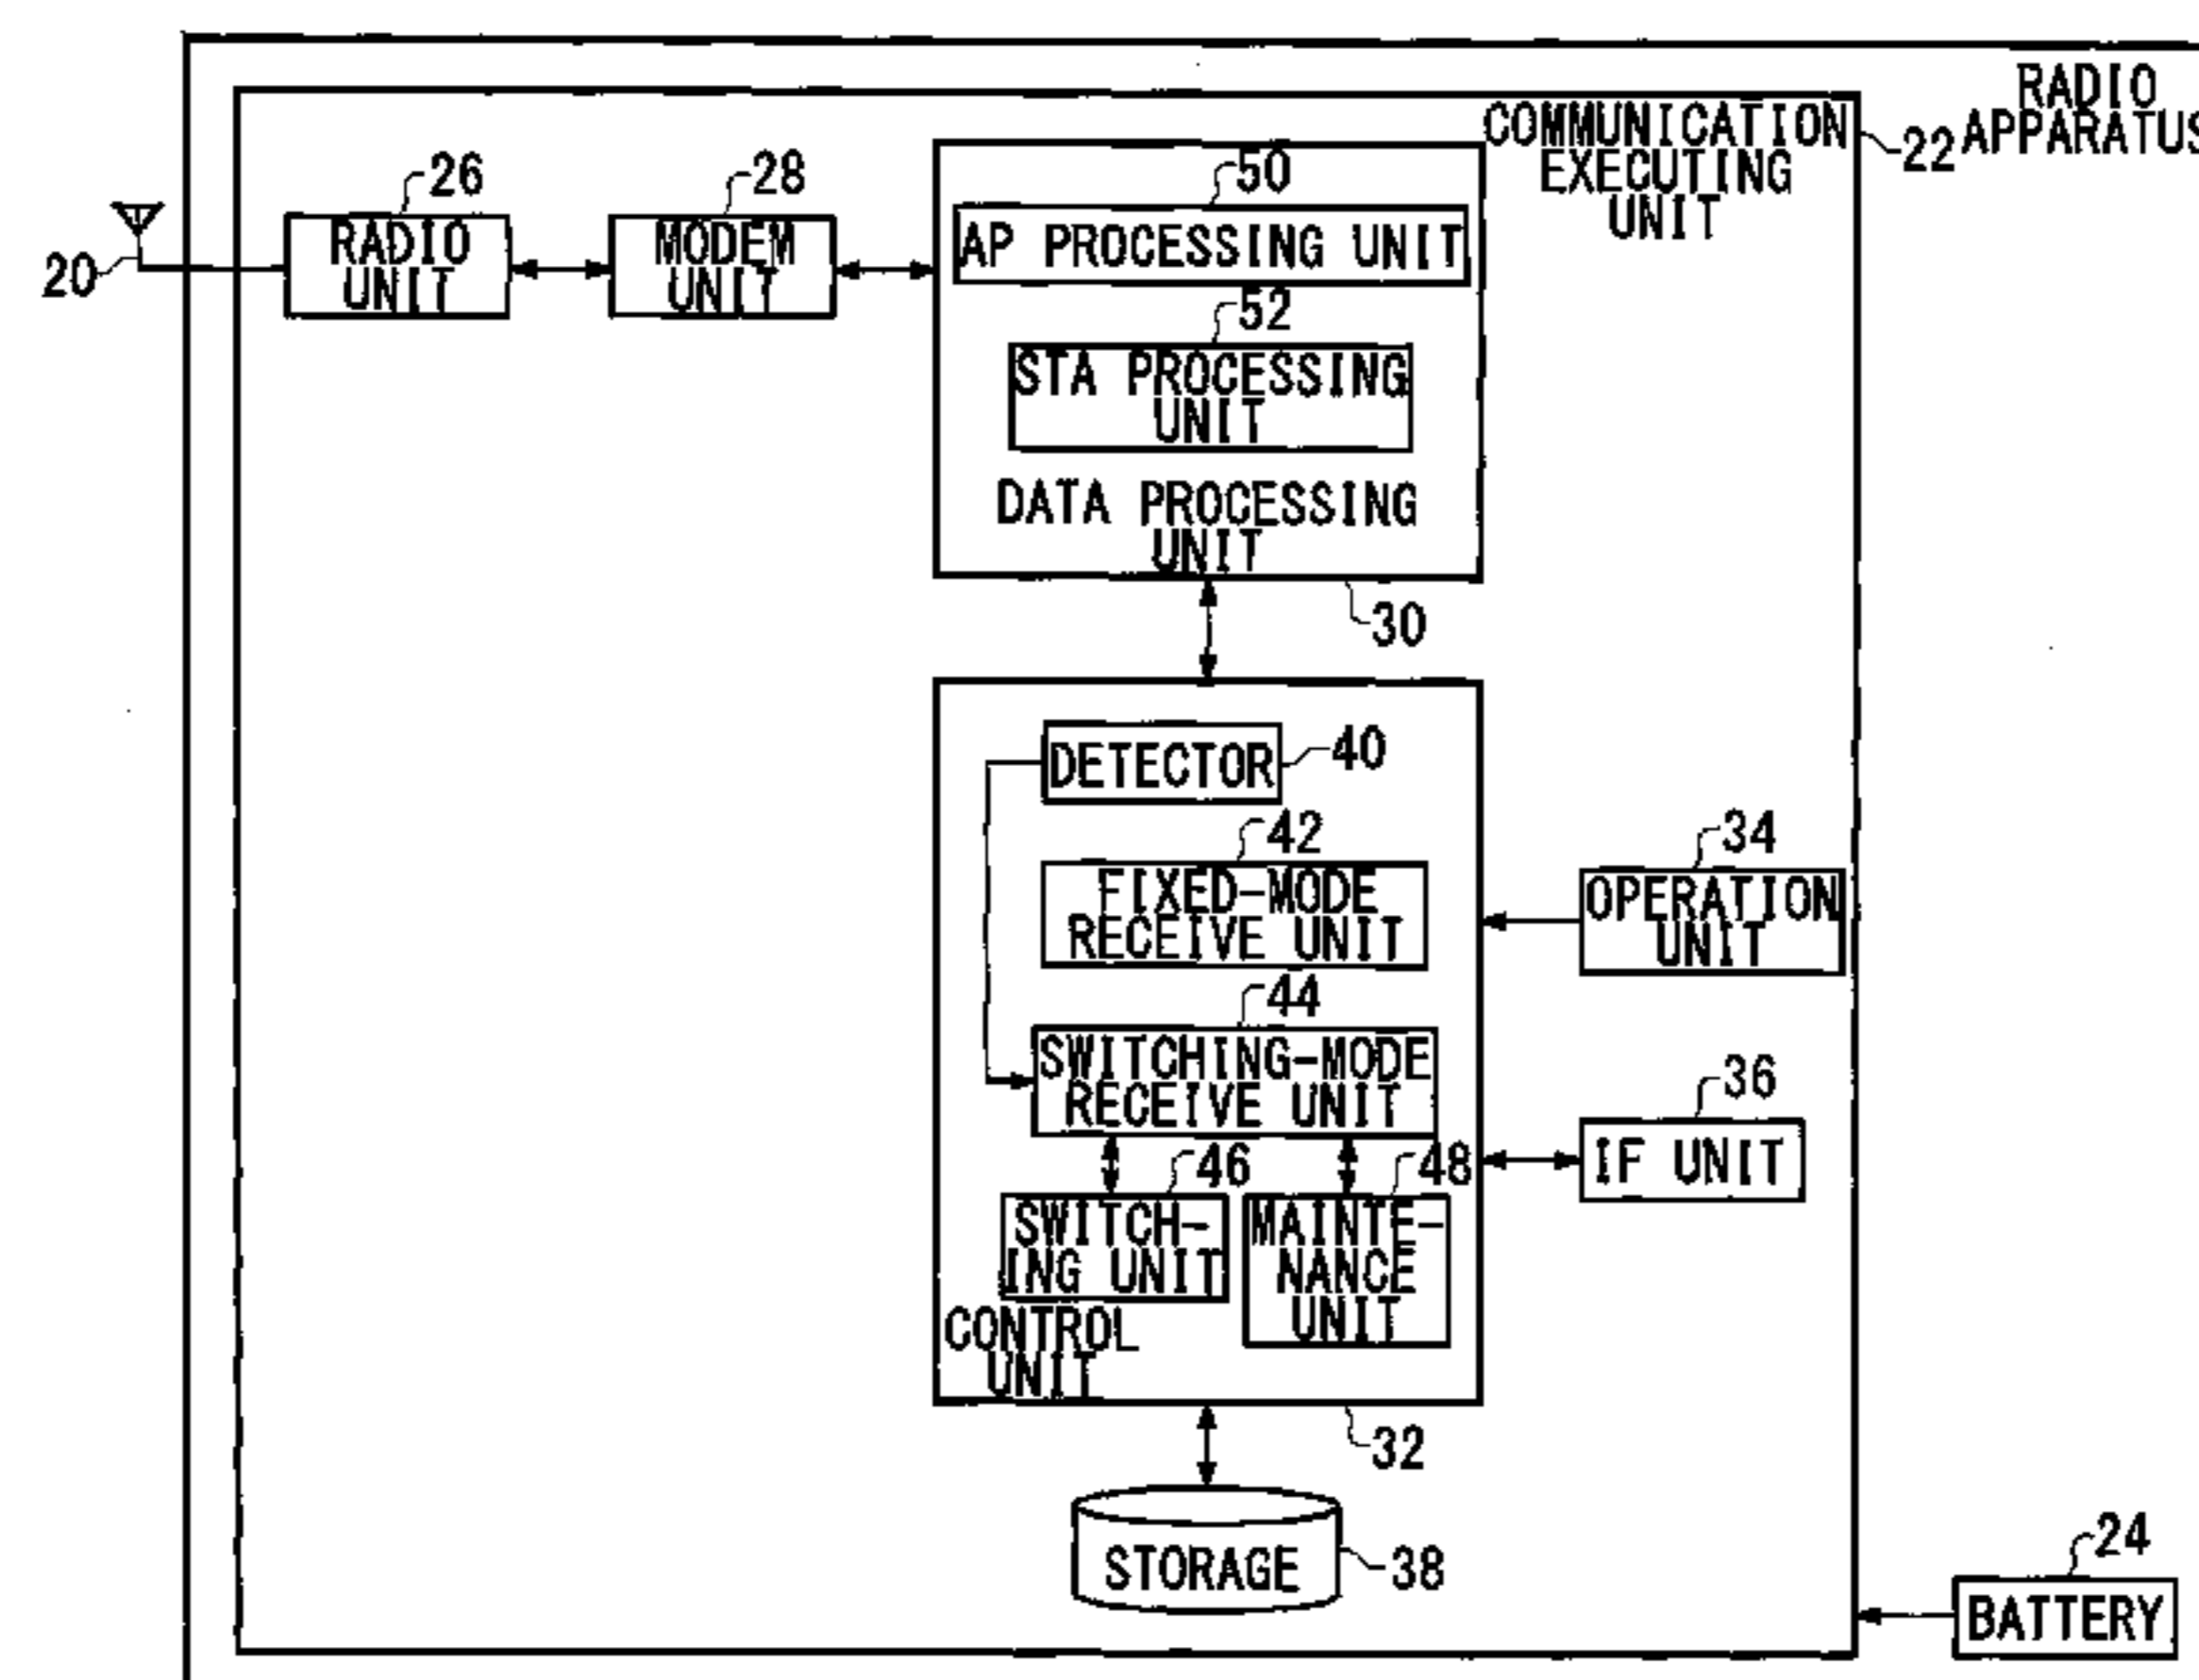 RADIO
APPARATUS
COMMUNICATION
EXECUTING
UNIT
22
20
26
RADIO
UNIT
28
MODEM
UNIT
50
AP PROCESSING UNIT
52
STA PROCESSING
UNIT
DATA PROCESSING
UNIT
30
DETECTOR
40
42
FIXED-MODE
RECEIVE UNIT
34
OPERATION
UNIT
44
SWITCHING-MODE
RECEIVE UNIT
36
IF UNIT
46
SWITCH-
ING UNIT
48
MAINTE-
NANCE
UNIT
CONTROL
UNIT
32
STORAGE
38
24
BATTERY